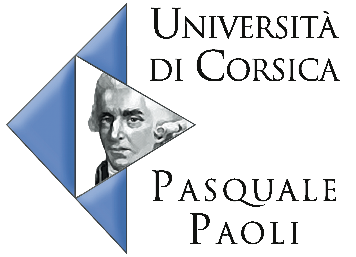 UNIVERSITÀ
DI CORSICA
PASQUALE
PAOLI